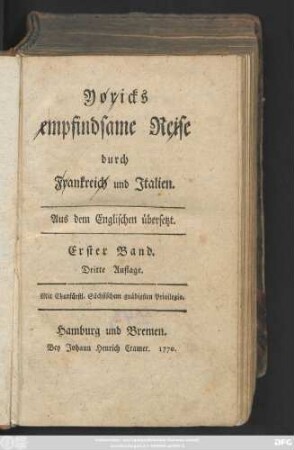 Yoricks
empfindsame Reise
durch
Frankreich und Italien.
Aus dem Englischen übersetzt.
Erster Band.
Dritte Auflage.
Mit Churfürstl. Sächsischem gnädigsten Privilegio.
Hamburg und Bremen.
Bey Johann Henrich Cramer. 1770.